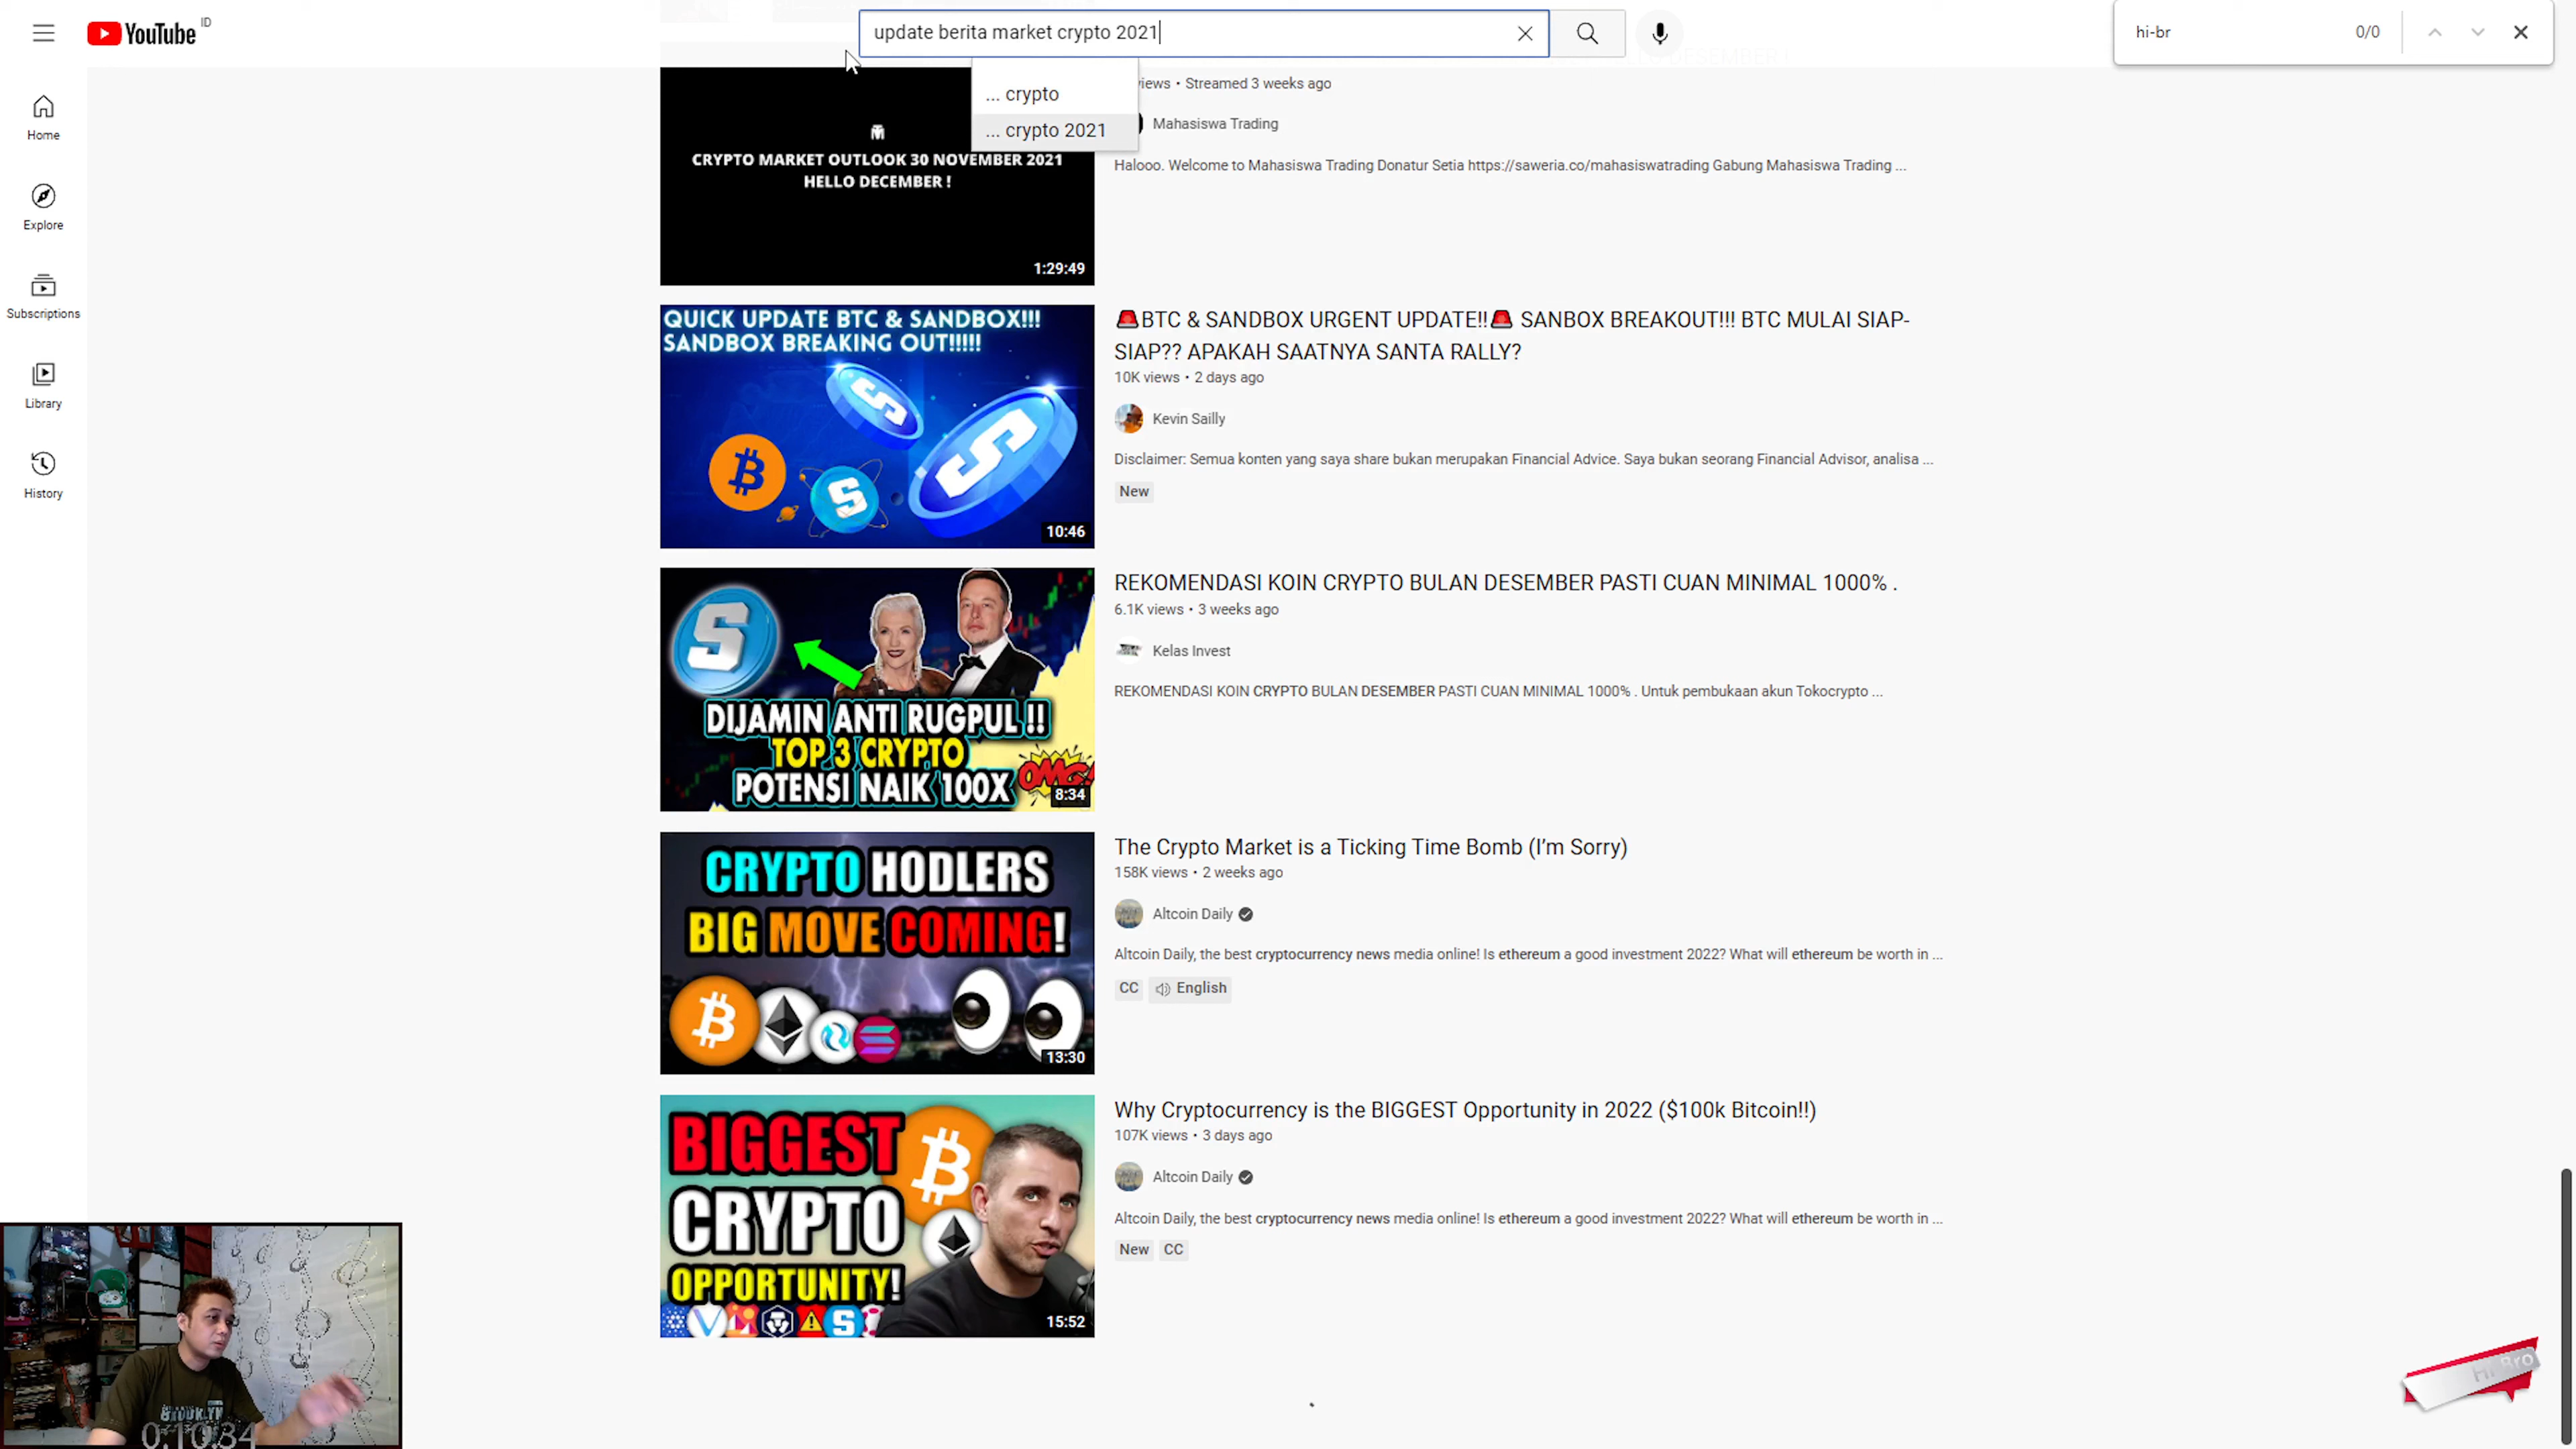 YouTube ID
update berita market crypto 2021
hi-br
0/0
... crypto
... crypto 2021
Home
Explore
Subscriptions
Library
History
CRYPTO MARKET OUTLOOK 30 NOVEMBER 2021
HELLO DECEMBER !
1:29:49
views • Streamed 3 weeks ago
Mahasiswa Trading
Halooo. Welcome to Mahasiswa Trading Donatur Setia https://saweria.co/mahasiswatrading Gabung Mahasiswa Trading ...
QUICK UPDATE BTC & SANDBOX!!!
SANDBOX BREAKING OUT!!!!!
10:46
🚨BTC & SANDBOX URGENT UPDATE!!🚨 SANBOX BREAKOUT!!! BTC MULAI SIAP-
SIAP?? APAKAH SAATNYA SANTA RALLY?
10K views • 2 days ago
Kevin Sailly
Disclaimer: Semua konten yang saya share bukan merupakan Financial Advice. Saya bukan seorang Financial Advisor, analisa ...
New
DIJAMIN ANTI RUGPUL !!
TOP 3 CRYPTO
POTENSI NAIK 100X
OMG!
8:34
REKOMENDASI KOIN CRYPTO BULAN DESEMBER PASTI CUAN MINIMAL 1000% .
6.1K views • 3 weeks ago
Kelas Invest
REKOMENDASI KOIN CRYPTO BULAN DESEMBER PASTI CUAN MINIMAL 1000% . Untuk pembukaan akun Tokocrypto ...
CRYPTO HODLERS
BIG MOVE COMING!
13:30
The Crypto Market is a Ticking Time Bomb (I'm Sorry)
158K views • 2 weeks ago
Altcoin Daily
Altcoin Daily, the best cryptocurrency news media online! Is ethereum a good investment 2022? What will ethereum be worth in ...
CC English
BIGGEST
CRYPTO
OPPORTUNITY!
15:52
Why Cryptocurrency is the BIGGEST Opportunity in 2022 ($100k Bitcoin!!)
107K views • 3 days ago
Altcoin Daily
Altcoin Daily, the best cryptocurrency news media online! Is ethereum a good investment 2022? What will ethereum be worth in ...
New CC
BROOKLYN
0:10:34
Hi Bro